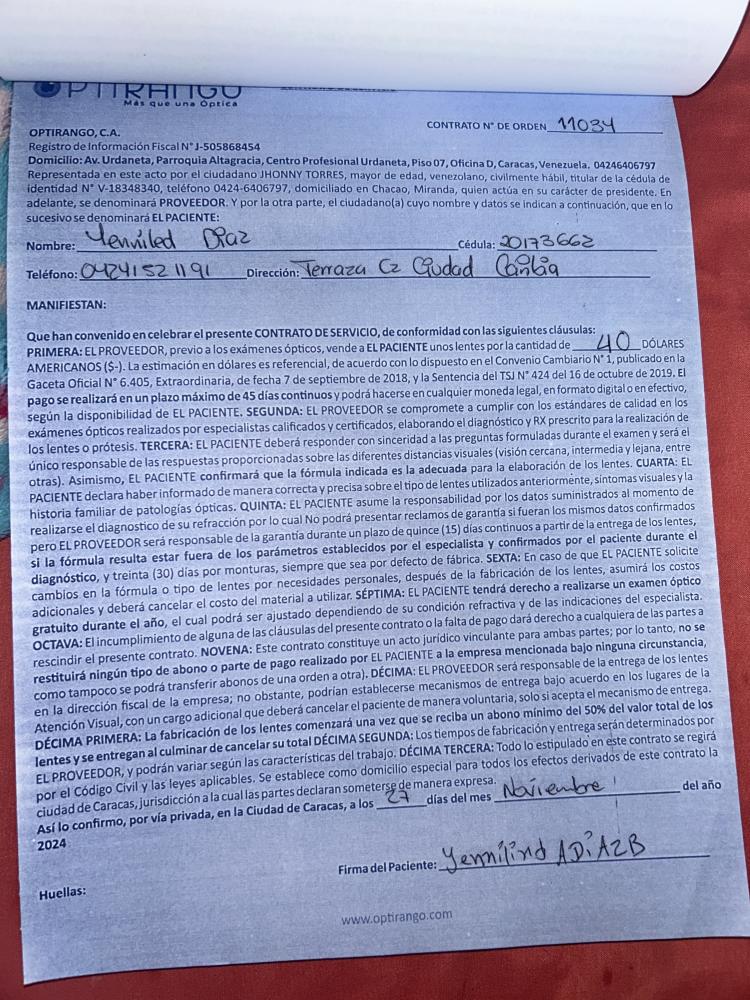 OPTIRANGO
Más que una Óptica
CONTRATO N° DE ORDEN 11034
OPTIRANGO, C.A.
Registro de Información Fiscal N° J-505868454
Domicilio: Av. Urdaneta, Parroquia Altagracia, Centro Profesional Urdaneta, Piso 07, Oficina D, Caracas, Venezuela. 04246406797
Representada en este acto por el ciudadano JHONNY TORRES, mayor de edad, venezolano, civilmente hábil, titular de la cédula de
identidad N° V-18348340, teléfono 0424-6406797, domiciliado en Chacao, Miranda, quien actúa en su carácter de presidente. En
adelante, se denominará PROVEEDOR. Y por la otra parte, el ciudadano(a) cuyo nombre y datos se indican a continuación, que en lo
sucesivo se denominará EL PACIENTE:
Nombre: Yenniled Diaz Cédula: 20173662
Teléfono: 04241521191 Dirección: Terraza C2 Ciudad
MANIFIESTAN:
Que han convenido en celebrar el presente CONTRATO DE SERVICIO, de conformidad con las siguientes cláusulas:
PRIMERA: EL PROVEEDOR, previo a los exámenes ópticos, vende a EL PACIENTE unos lentes por la cantidad de 40 DÓLARES
AMERICANOS ($-). La estimación en dólares es referencial, de acuerdo con lo dispuesto en el Convenio Cambiario N° 1, publicado en la
Gaceta Oficial N° 6.405, Extraordinaria, de fecha 7 de septiembre de 2018, y la Sentencia del TSJ N° 424 del 16 de octubre de 2019. El
pago se realizará en un plazo máximo de 45 días continuos y podrá hacerse en cualquier moneda legal, en formato digital o en efectivo,
según la disponibilidad de EL PACIENTE. SEGUNDA: EL PROVEEDOR se compromete a cumplir con los estándares de calidad en los
exámenes ópticos realizados por especialistas calificados y certificados, elaborando el diagnóstico y RX prescrito para la realización de
los lentes o prótesis. TERCERA: EL PACIENTE deberá responder con sinceridad a las preguntas formuladas durante el examen y será el
único responsable de las respuestas proporcionadas sobre las diferentes distancias visuales (visión cercana, intermedia y lejana, entre
otras). Asimismo, EL PACIENTE confirmará que la fórmula indicada es la adecuada para la elaboración de los lentes. CUARTA: EL
PACIENTE declara haber informado de manera correcta y precisa sobre el tipo de lentes utilizados anteriormente, síntomas visuales y la
historia familiar de patologías ópticas. QUINTA: EL PACIENTE asume la responsabilidad por los datos suministrados al momento de
realizarse el diagnostico de su refracción por lo cual No podrá presentar reclamos de garantía si fueran los mismos datos confirmados
pero EL PROVEEDOR será responsable de la garantía durante un plazo de quince (15) días continuos a partir de la entrega de los lentes,
si la fórmula resulta estar fuera de los parámetros establecidos por el especialista y confirmados por el paciente durante el
diagnóstico, y treinta (30) días por monturas, siempre que sea por defecto de fábrica. SEXTA: En caso de que EL PACIENTE solicite
cambios en la fórmula o tipo de lentes por necesidades personales, después de la fabricación de los lentes, asumirá los costos
adicionales y deberá cancelar el costo del material a utilizar. SÉPTIMA: EL PACIENTE tendrá derecho a realizarse un examen óptico
gratuito durante el año, el cual podrá ser ajustado dependiendo de su condición refractiva y de las indicaciones del especialista.
OCTAVA: El incumplimiento de alguna de las cláusulas del presente contrato o la falta de pago dará derecho a cualquiera de las partes a
rescindir el presente contrato. NOVENA: Este contrato constituye un acto jurídico vinculante para ambas partes; por lo tanto, no se
restituirá ningún tipo de abono o parte de pago realizado por EL PACIENTE a la empresa mencionada bajo ninguna circunstancia,
como tampoco se podrá transferir abonos de una orden a otra). DÉCIMA: EL PROVEEDOR será responsable de la entrega de los lentes
en la dirección fiscal de la empresa; no obstante, podrían establecerse mecanismos de entrega bajo acuerdo en los lugares de la
Atención Visual, con un cargo adicional que deberá cancelar el paciente de manera voluntaria, solo si acepta el mecanismo de entrega.
DÉCIMA PRIMERA: La fabricación de los lentes comenzará una vez que se reciba un abono mínimo del 50% del valor total de los
lentes y se entregan al culminar de cancelar su total DÉCIMA SEGUNDA: Los tiempos de fabricación y entrega serán determinados por
EL PROVEEDOR, y podrán variar según las características del trabajo. DÉCIMA TERCERA: Todo lo estipulado en este contrato se regirá
por el Código Civil y las leyes aplicables. Se establece como domicilio especial para todos los efectos derivados de este contrato la
ciudad de Caracas, jurisdicción a la cual las partes declaran someterse de manera expresa.
Así lo confirmo, por vía privada, en la Ciudad de Caracas, a los 27 días del mes Noviembre del año
2024
Firma del Paciente:
Huellas:
www.optirango.com